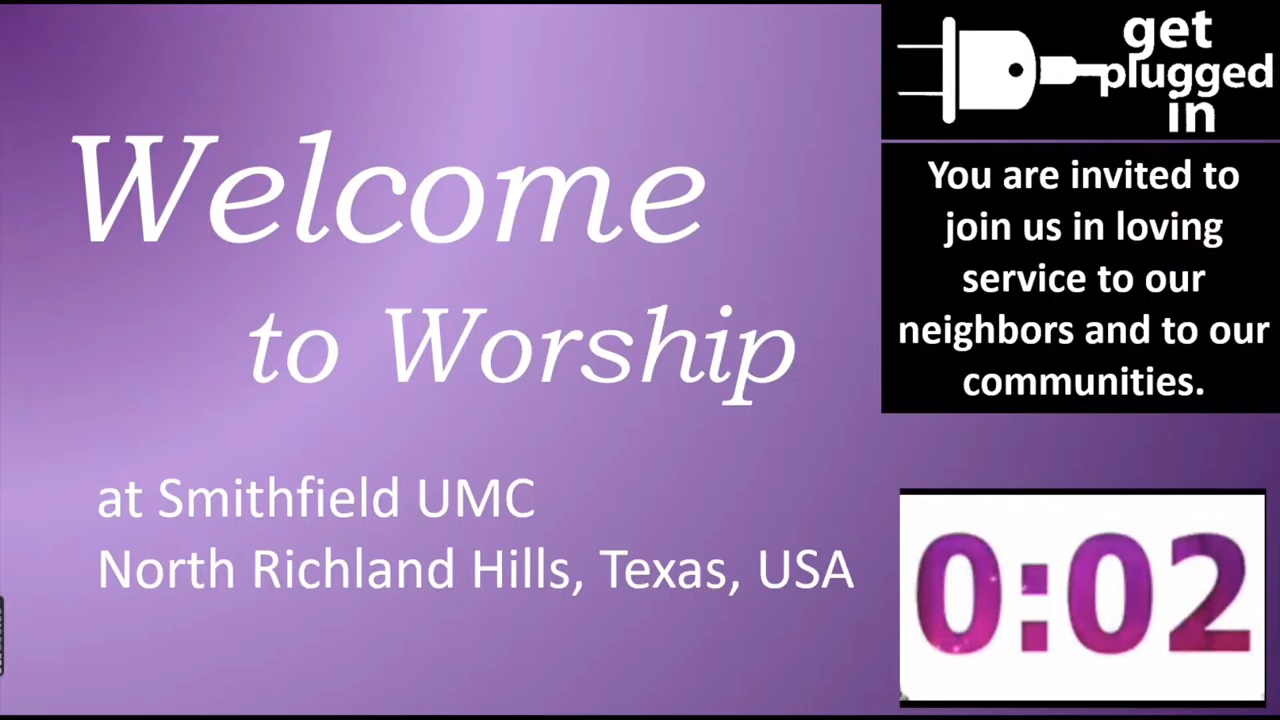 Welcome
to Worship
at Smithfield UMC
North Richland Hills, Texas, USA
get
plugged
in
You are invited to
join us in loving
service to our
neighbors and to our
communities.
0:02